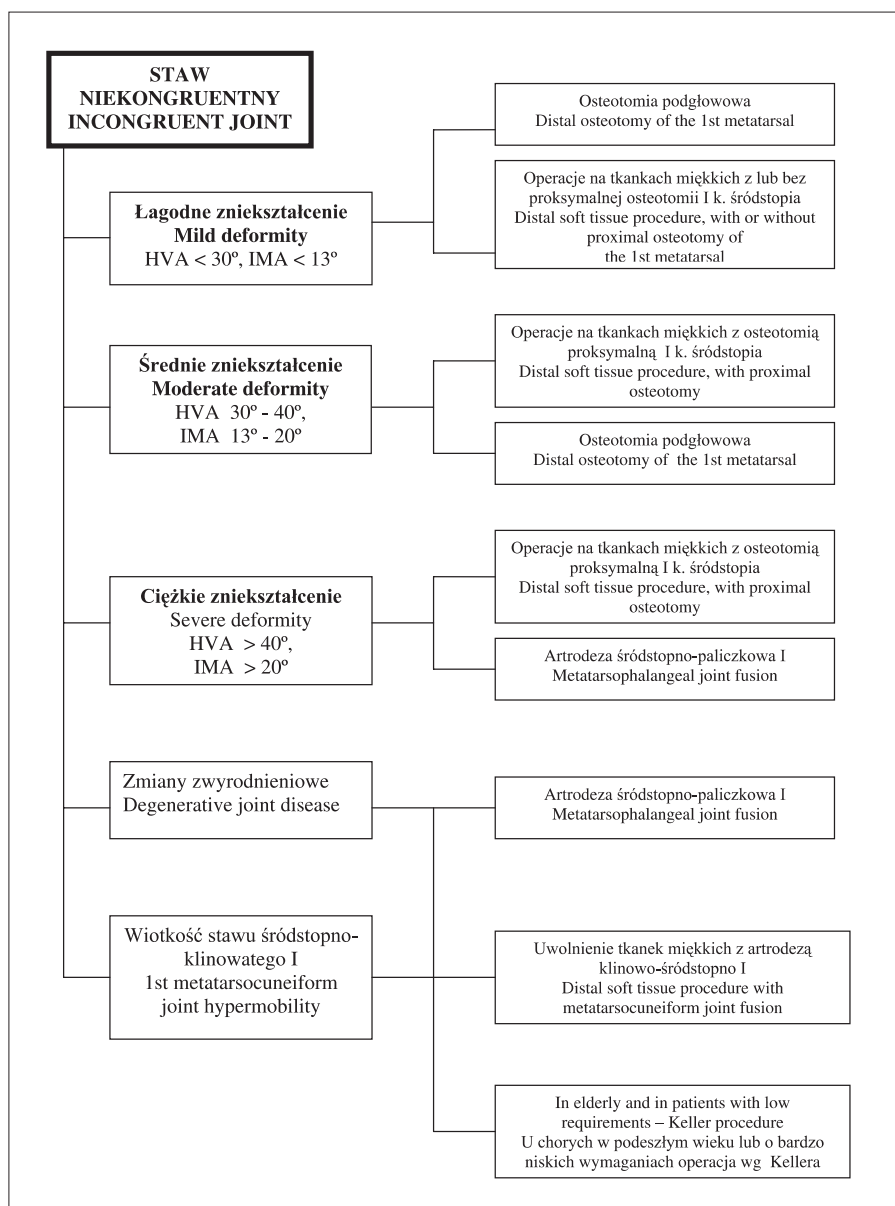 STAW
NIEKONGRUENTNY
INCONGRUENT JOINT
Osteotomia podgłowowa
Distal osteotomy of the 1st metatarsal
Łagodne zniekształcenie
Mild deformity
HVA < 30º, IMA < 13º
Operacje na tkankach miękkich z lub bez
proksymalnej osteotomii I k. śródstopia
Distal soft tissue procedure, with or without
proximal osteotomy of
the 1st metatarsal
Średnie zniekształcenie
Moderate deformity
HVA 30º - 40º,
IMA 13º - 20º
Operacje na tkankach miękkich z osteotomią
proksymalną I k. śródstopia
Distal soft tissue procedure, with proximal
osteotomy
Osteotomia podgłowowa
Distal osteotomy of the 1st metatarsal
Ciężkie zniekształcenie
Severe deformity
HVA > 40º,
IMA > 20º
Operacje na tkankach miękkich z osteotomią
proksymalną I k. śródstopia
Distal soft tissue procedure, with proximal
osteotomy
Artrodeza śródstopno-paliczkowa I
Metatarsophalangeal joint fusion
Zmiany zwyrodnieniowe
Degenerative joint disease
Artrodeza śródstopno-paliczkowa I
Metatarsophalangeal joint fusion
Wiotkość stawu śródstopno-
klinowatego I
1st metatarsocuneiform
joint hypermobility
Uwolnienie tkanek miękkich z artrodezą
klinowo-śródstopno I
Distal soft tissue procedure with
metatarsocuneiform joint fusion
In elderly and in patients with low
requirements – Keller procedure
U chorych w podeszłym wieku lub o bardzo
niskich wymaganiach operacja wg Kellera